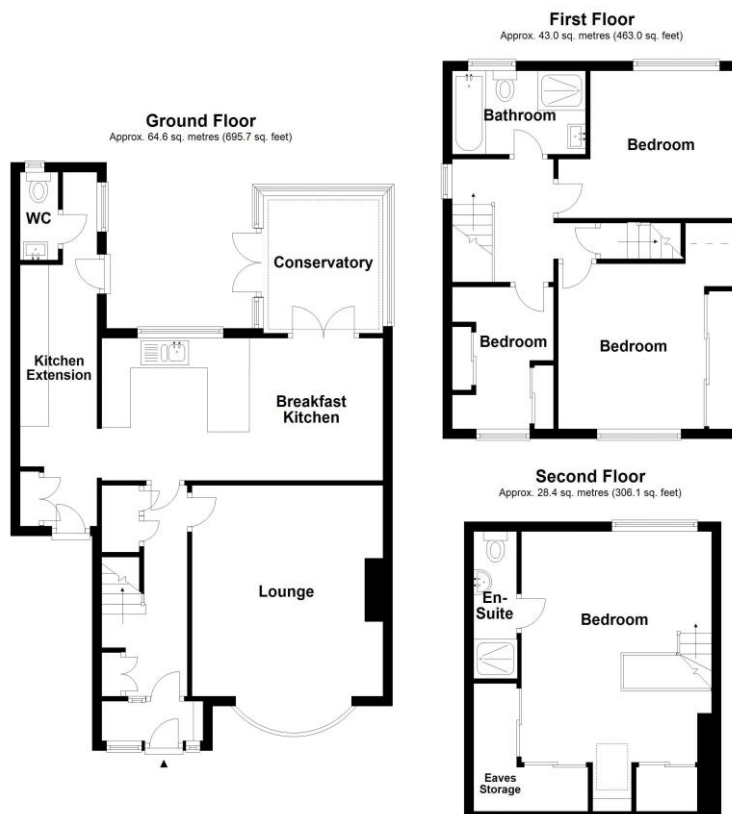 Ground Floor
Approx. 64.6 sq. metres (695.7 sq. feet)
WC
Conservatory
Kitchen
Extension
Breakfast
Kitchen
Lounge
First Floor
Approx. 43.0 sq. metres (463.0 sq. feet)
Bathroom
Bedroom
Bedroom
Bedroom
Second Floor
Approx. 28.4 sq. metres (306.1 sq. feet)
En-
Suite
Bedroom
Eaves
Storage